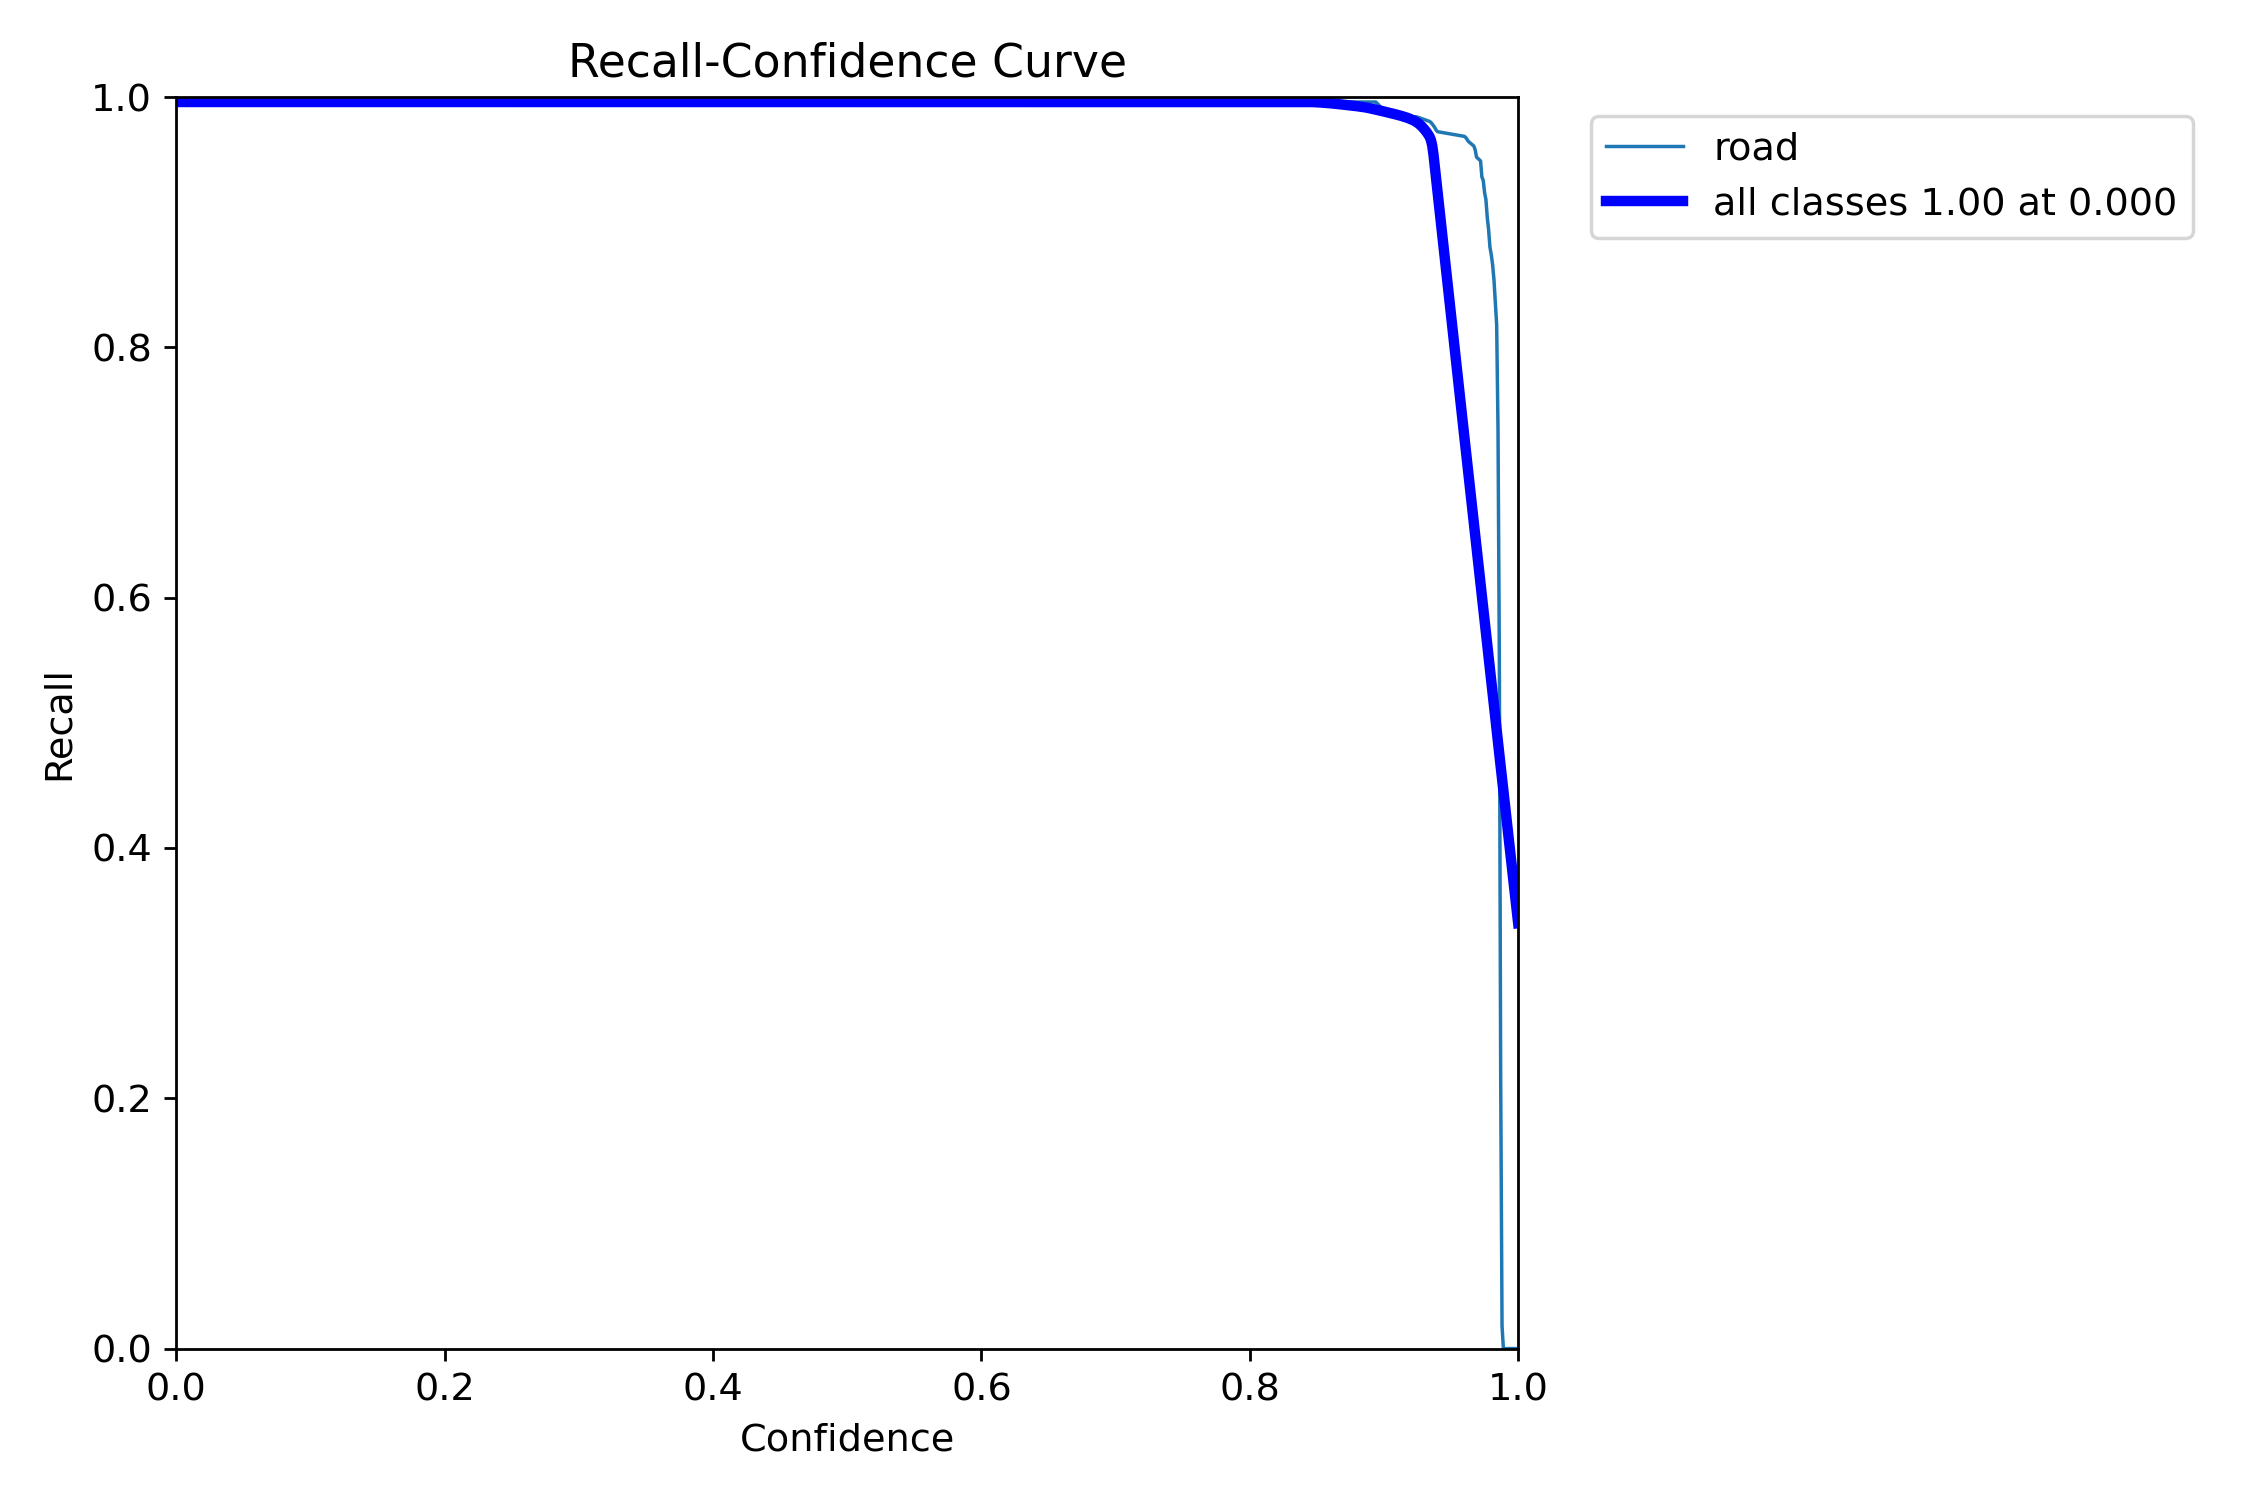 Recall-Confidence Curve
1.0
0.8
0.6
0.4
0.2
0.0
Recall
0.0 0.2 0.4 0.6 0.8 1.0
Confidence
road
all classes 1.00 at 0.000